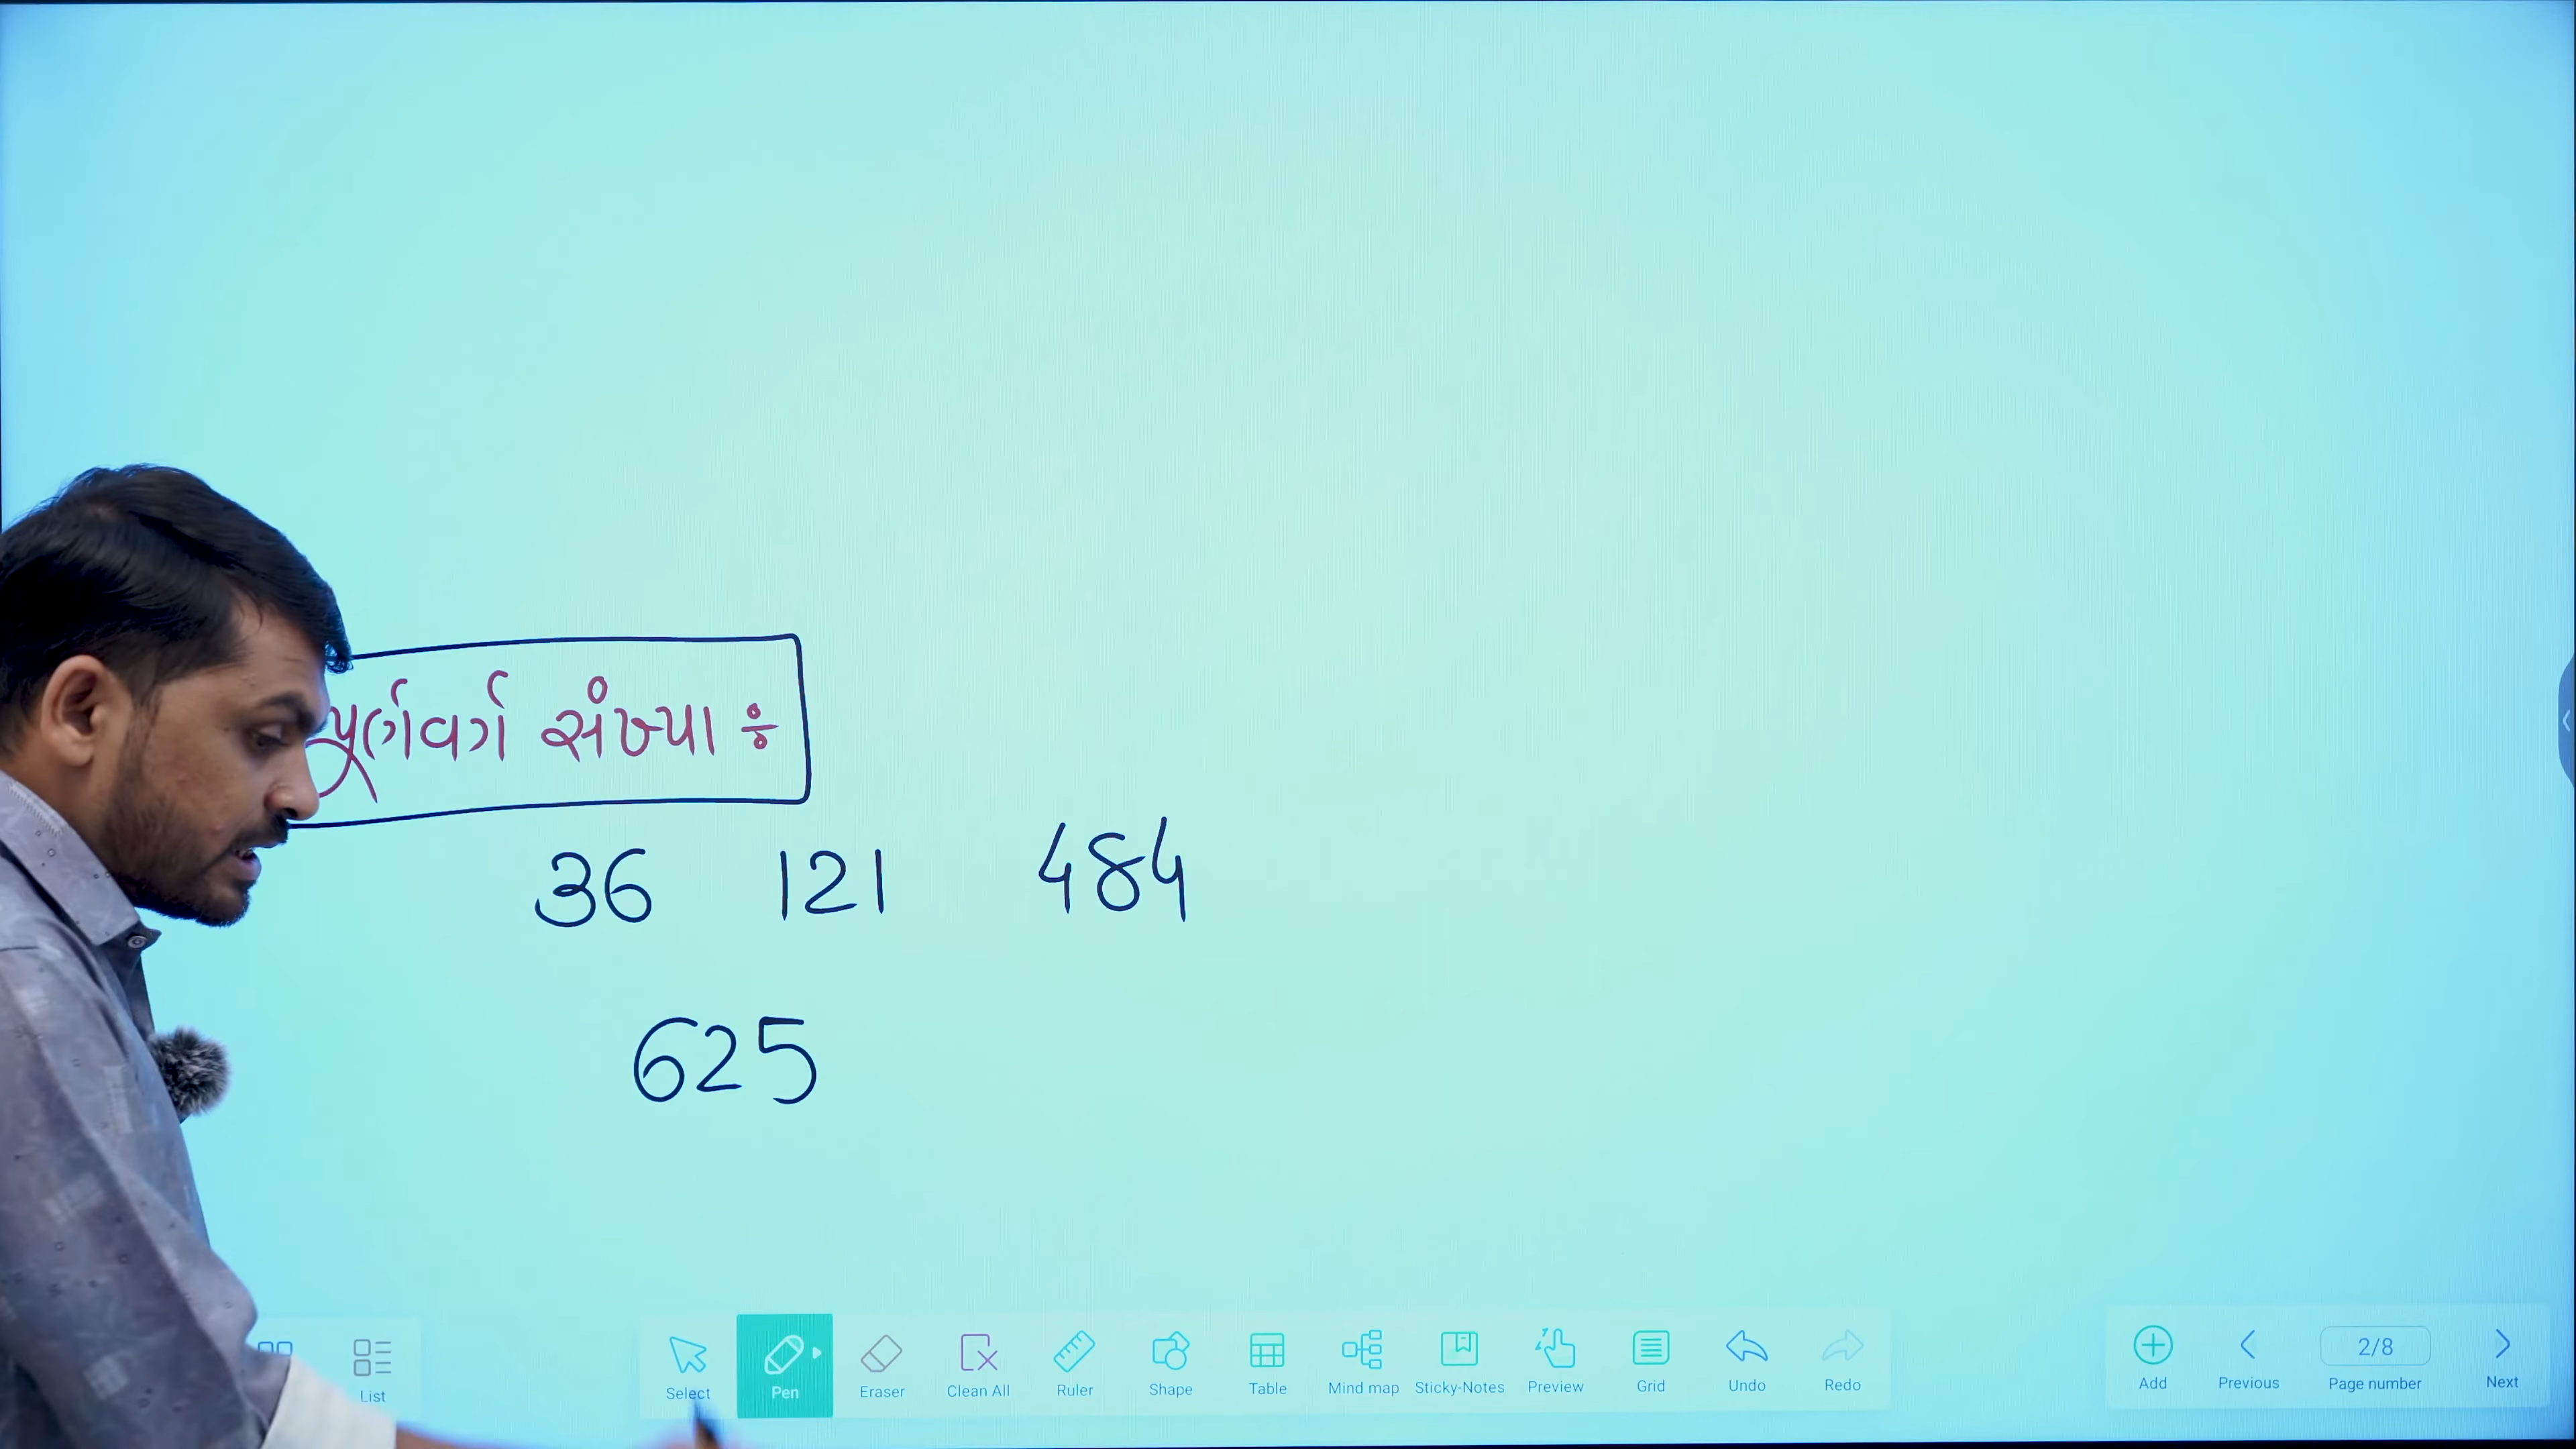 પૂર્ણવર્ગ સંખ્યા ÷
36 121 484
625
List
Select Pen Eraser Clean All Ruler Shape Table Mind map Sticky-Notes Preview Grid Undo Redo
Add Previous 2/8 Page number Next